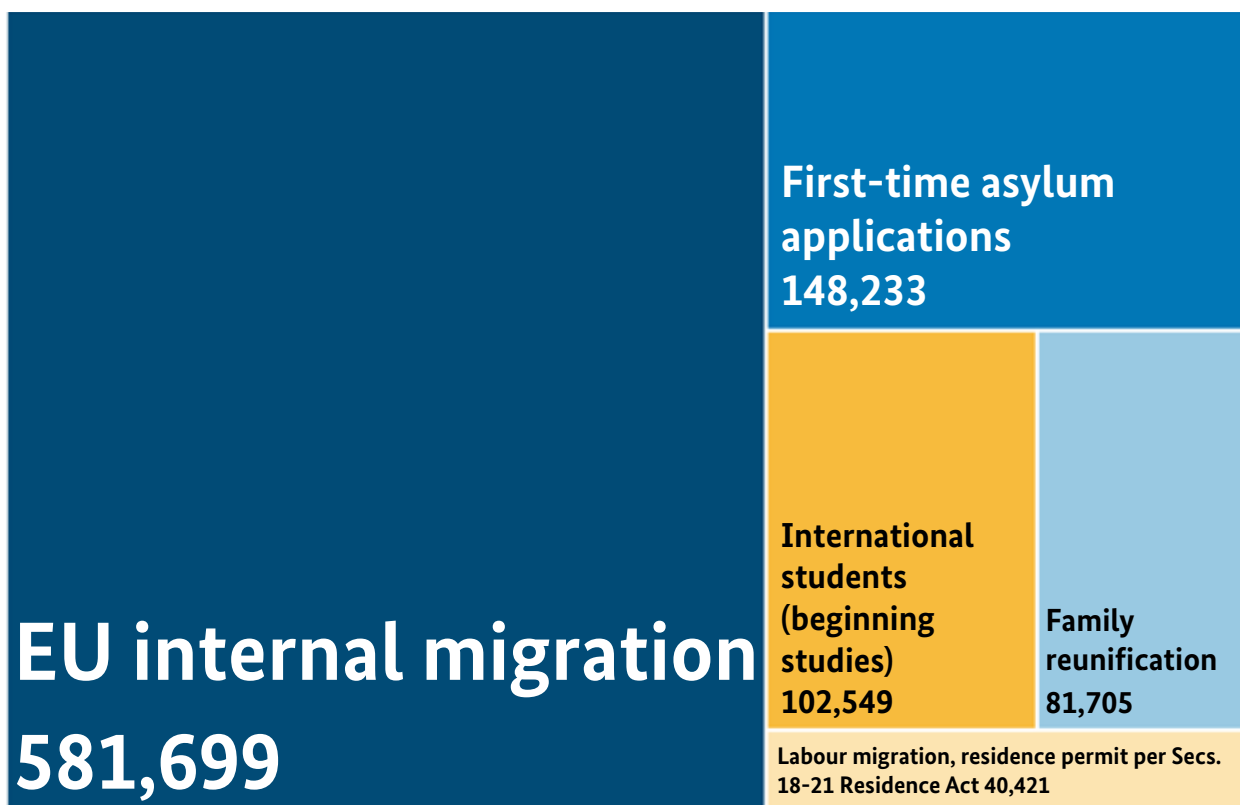 EU internal migration
581,699
First-time asylum
applications
148,233
International
students
(beginning
studies)
102,549
Family
reunification
81,705
Labour migration, residence permit per Secs.
18-21 Residence Act 40,421